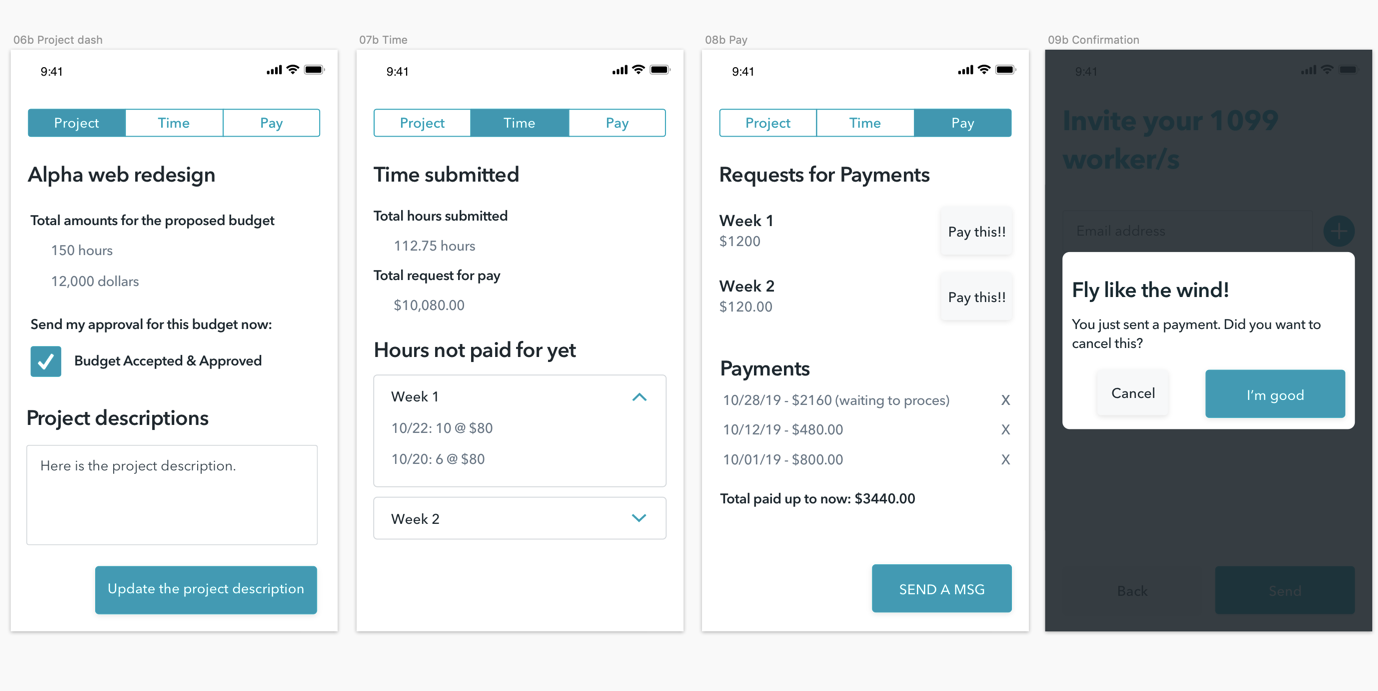 06b Project dash
9:41
Project Time Pay
Alpha web redesign
Total amounts for the proposed budget
150 hours
12,000 dollars
Send my approval for this budget now:
Budget Accepted & Approved
Project descriptions
Here is the project description.
Update the project description
07b Time
9:41
Project Time Pay
Time submitted
Total hours submitted
112.75 hours
Total request for pay
$10,080.00
Hours not paid for yet
Week 1
10/22: 10 @ $80
10/20: 6 @ $80
Week 2
08b Pay
9:41
Project Time Pay
Requests for Payments
Week 1
$1200
Pay this!!
Week 2
$120.00
Pay this!!
Payments
10/28/19 - $2160 (waiting to proces) X
10/12/19 - $480.00 X
10/01/19 - $800.00 X
Total paid up to now: $3440.00
SEND A MSG
09b Confirmation
9:41
Invite your 1099
worker/s
Email address
Fly like the wind!
You just sent a payment. Did you want to
cancel this?
Cancel I'm good
Back Send